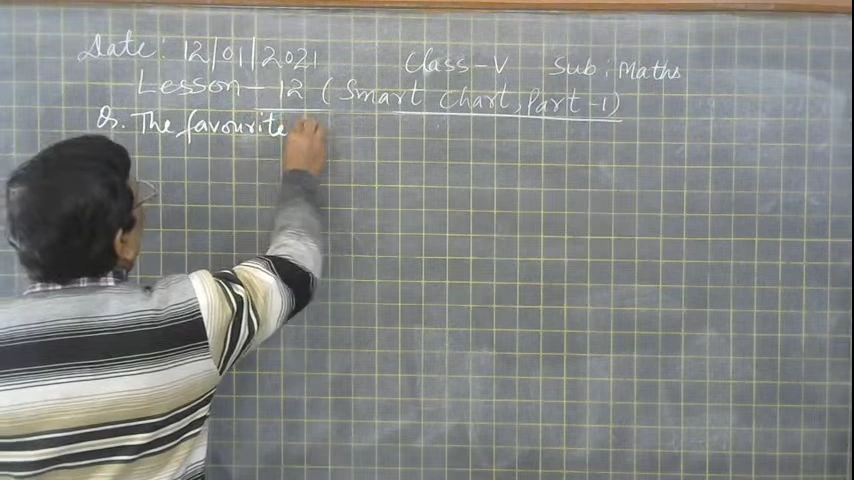 Date: 12/01/2021 Class-V Sub: Maths
Lesson-12 (Smart Chart, Part-1)
Q. The favourite